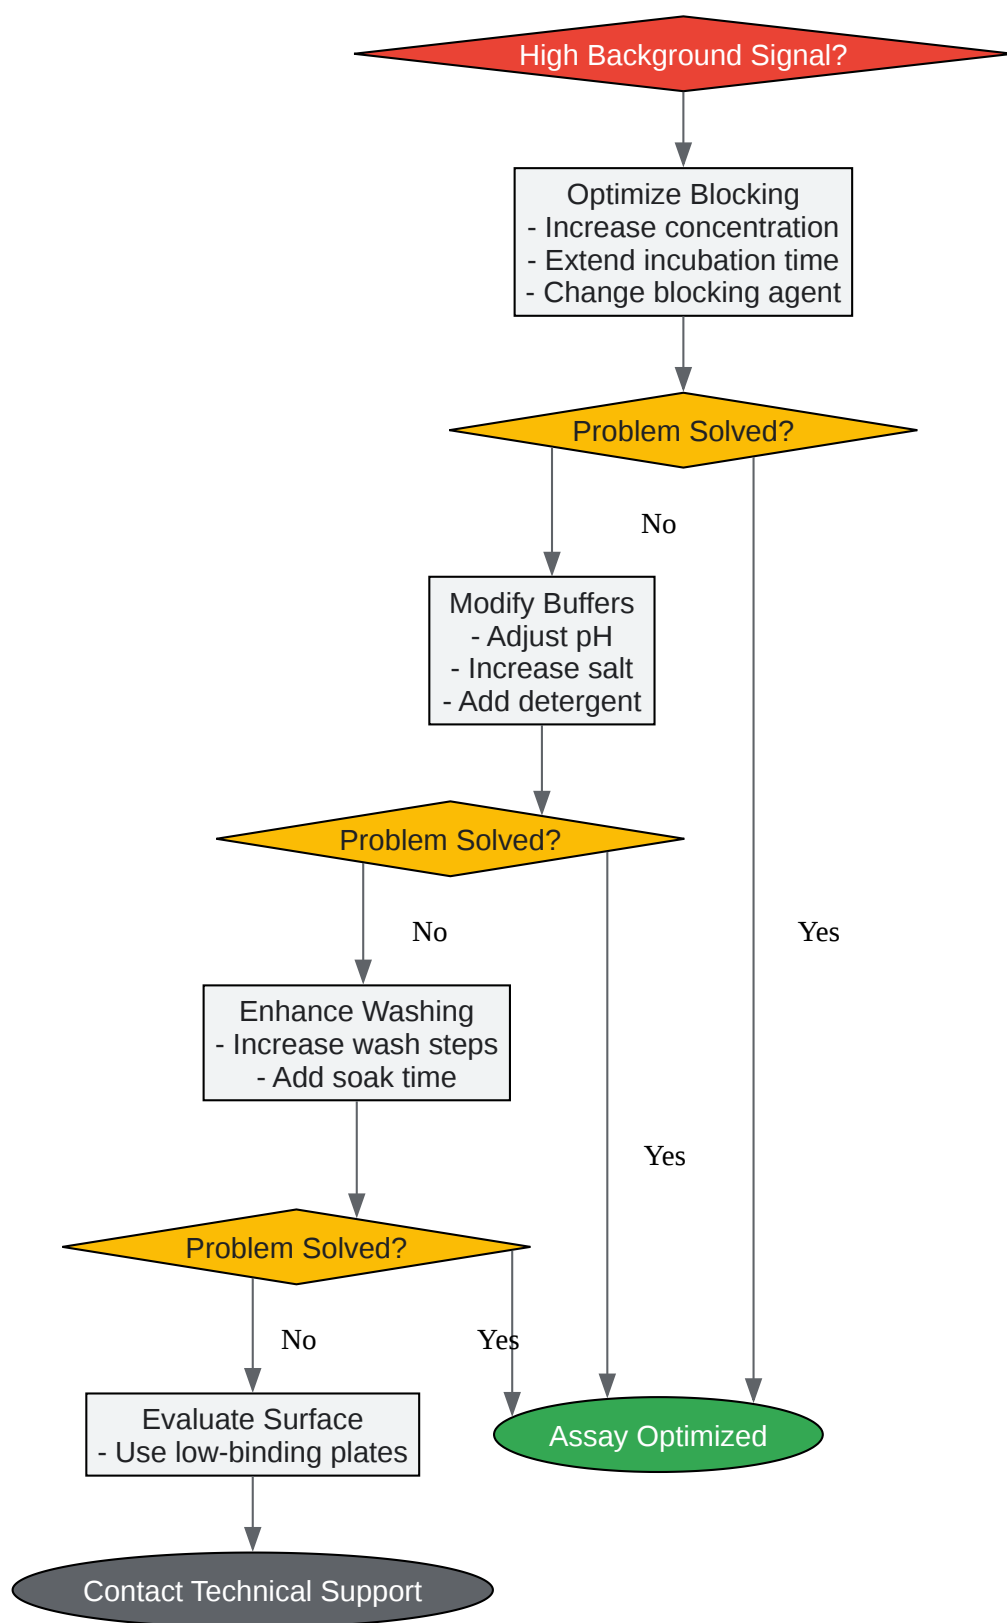 High Background Signal?
Optimize Blocking
- Increase concentration
- Extend incubation time
- Change blocking agent
Problem Solved?
No
Modify Buffers
- Adjust pH
- Increase salt
- Add detergent
Problem Solved?
No
Yes
Enhance Washing
- Increase wash steps
- Add soak time
Yes
Problem Solved?
No
Yes
Evaluate Surface
- Use low-binding plates
Assay Optimized
Contact Technical Support